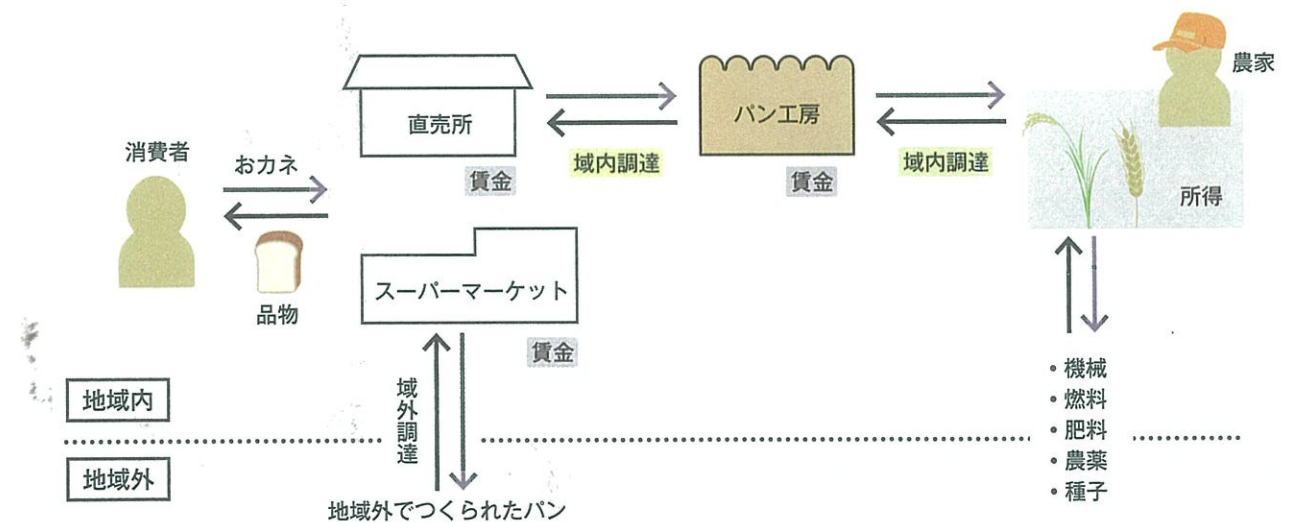 農家
パン工房
直売所
消費者
おカネ
域内調達
域内調達
賃金
賃金
所得
スーパーマーケット
品物
賃金
・機械
・燃料
・肥料
・農薬
・種子
域外調達
地域内
地域外
地域外でつくられたパン